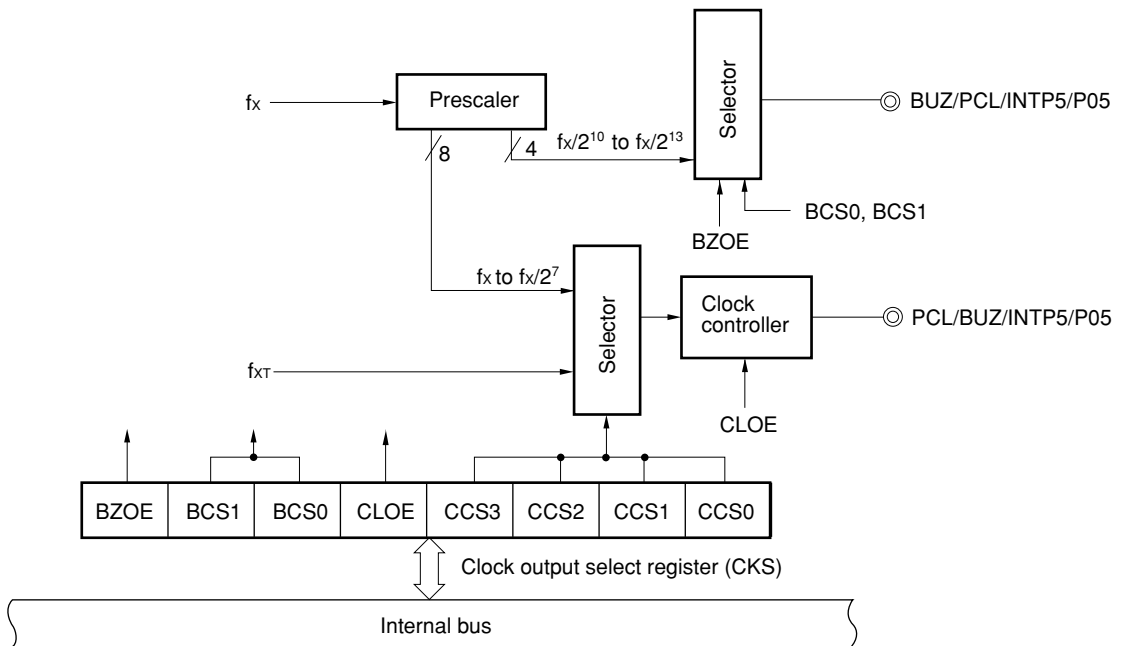 Selector
Prescaler
fX
BUZ/PCL/INTP5/P05
8
4
fX/2¹⁰ to fX/2¹³
BCS0, BCS1
BZOE
fX to fX/2⁷
Selector
Clock
controller
PCL/BUZ/INTP5/P05
fXT
CLOE
BZOE BCS1 BCS0 CLOE CCS3 CCS2 CCS1 CCS0
Clock output select register (CKS)
Internal bus